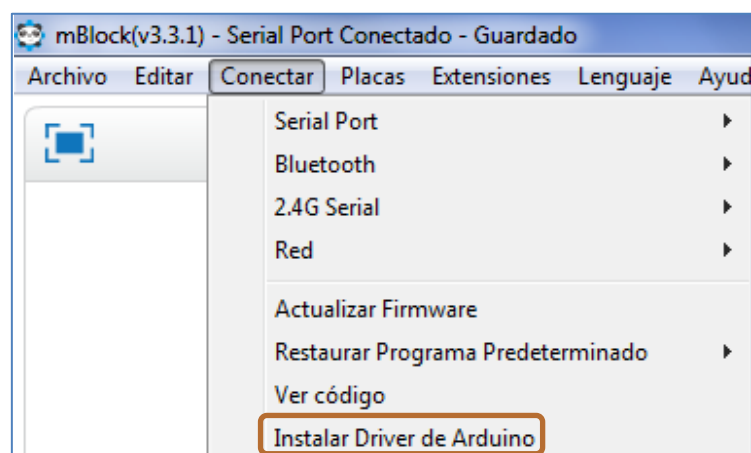 mBlock(v3.3.1) - Serial Port Conectado - Guardado
Archivo Editar Conectar Placas Extensiones Lenguaje Ayud
Serial Port
Bluetooth
2.4G Serial
Red
Actualizar Firmware
Restaurar Programa Predeterminado
Ver código
Instalar Driver de Arduino